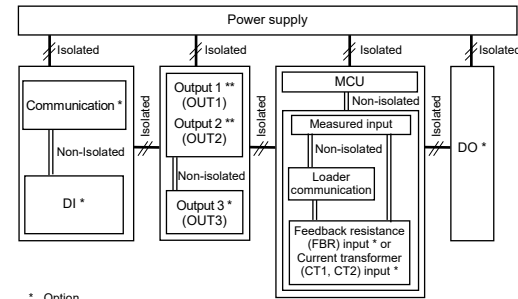 Power supply
Isolated
Isolated
Isolated
Isolated
Communication *
Non-Isolated
DI *
Isolated
Output 1 **
(OUT1)
Output 2 **
(OUT2)
Non-isolated
Output 3 *
(OUT3)
Isolated
MCU
Non-isolated
Measured input
Non-isolated
Loader
communication
Feedback resistance
(FBR) input * or
Current transformer
(CT1, CT2) input *
Isolated
DO *
* Option